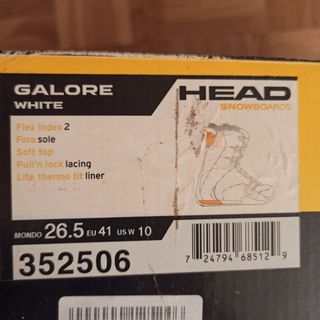 GALORE
WHITE
HEAD
SNOWBOARDS
Flex index 2
Fora sole
Soft top
Pull'n lock lacing
Lite thermo fit liner
MONDO 26.5 EU 41 US W 10
352506
7 24794 68512 9